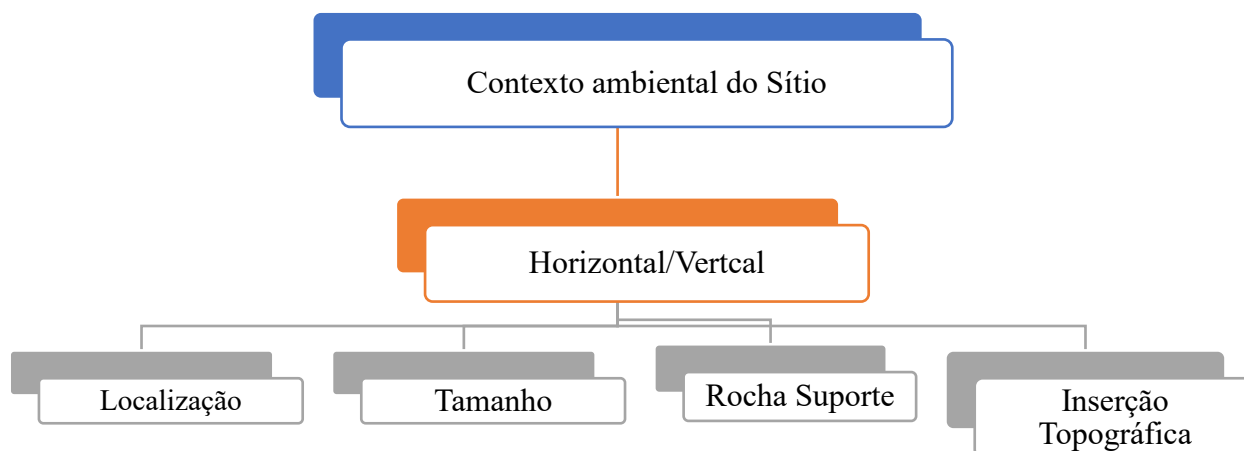 Contexto ambiental do Sítio
Horizontal/Vertcal
Localização
Tamanho
Rocha Suporte
Inserção
Topográfica